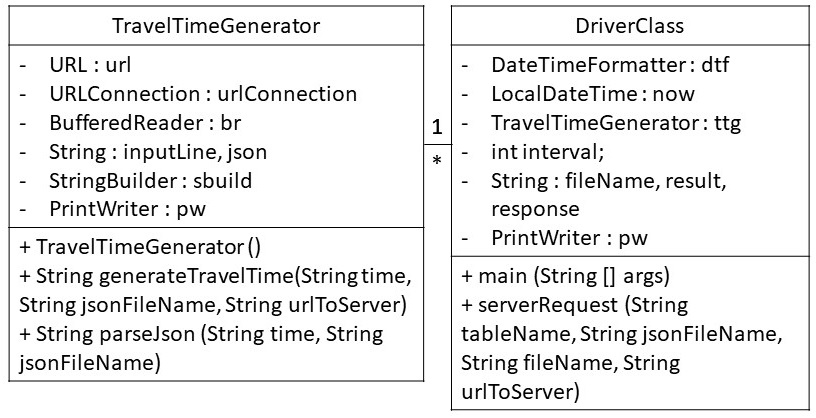 TravelTimeGenerator
- URL : url
- URLConnection : urlConnection
- BufferedReader : br
- String : inputLine, json
- StringBuilder : sbuild
- PrintWriter : pw
+ TravelTimeGenerator()
+ String generateTravelTime(String time,
String jsonFileName, String urlToServer)
+ String parseJson (String time, String
jsonFileName)
1
*
DriverClass
- DateTimeFormatter : dtf
- LocalDateTime : now
- TravelTimeGenerator : ttg
- int interval;
- String : fileName, result,
response
- PrintWriter : pw
+ main (String [] args)
+ serverRequest (String
tableName, String jsonFileName,
String fileName, String
urlToServer)